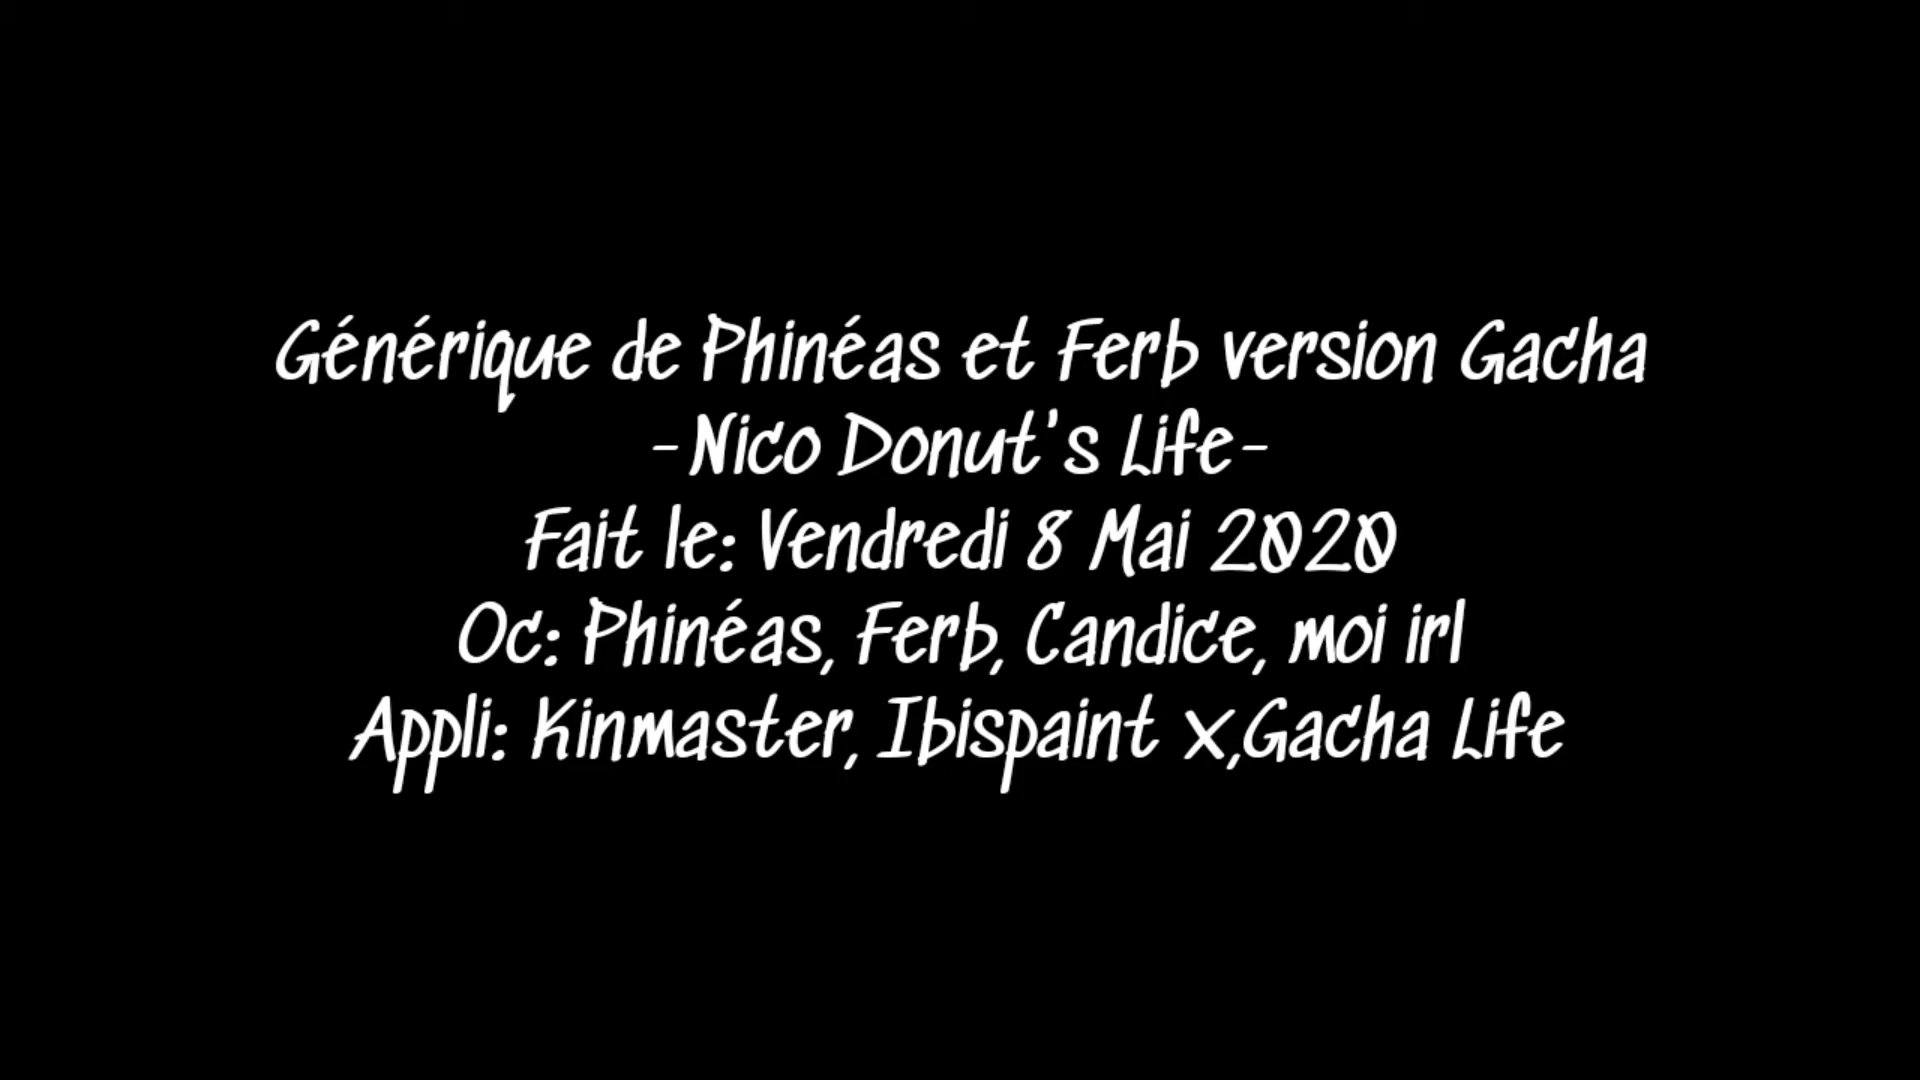 Générique de Phinéas et Ferb version Gacha
-Nico Donut's Life-
Fait le: Vendredi 8 Mai 2020
Oc: Phinéas, Ferb, Candice, moi irl
Appli: Kinmaster, Ibispaint x,Gacha Life